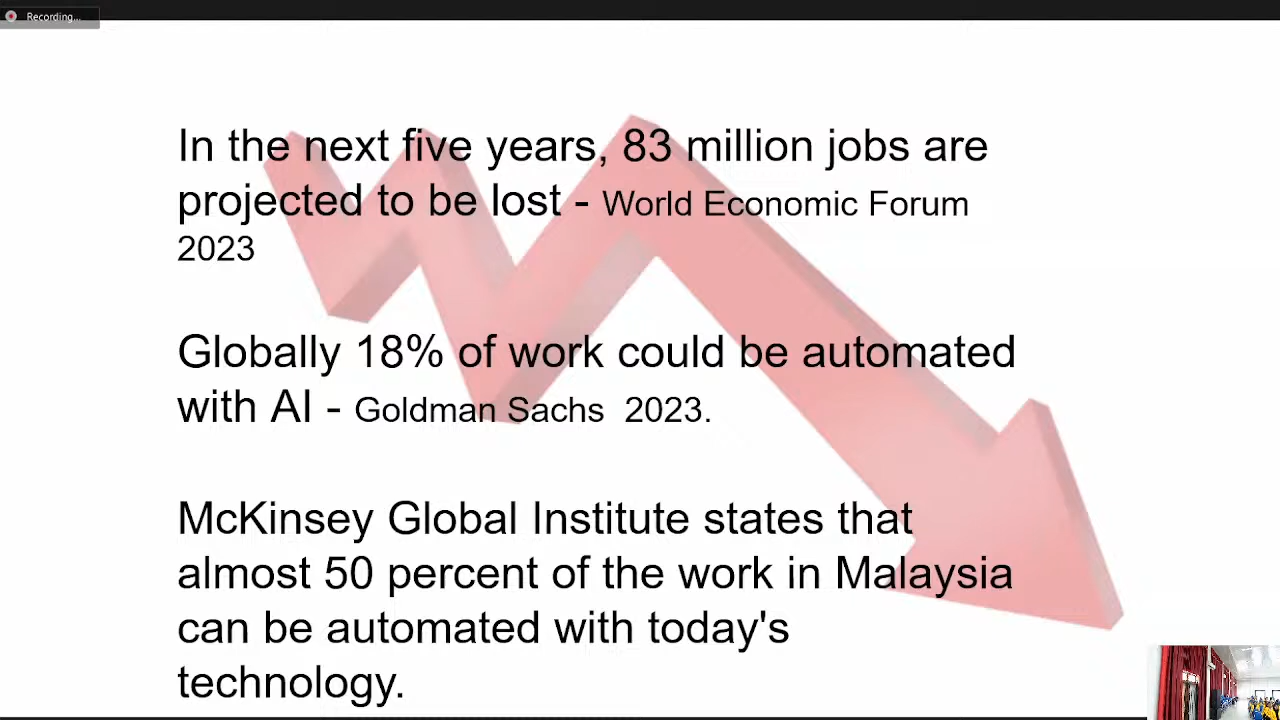 Recording...
In the next five years, 83 million jobs are
projected to be lost - World Economic Forum
2023
Globally 18% of work could be automated
with AI - Goldman Sachs 2023.
McKinsey Global Institute states that
almost 50 percent of the work in Malaysia
can be automated with today's
technology.